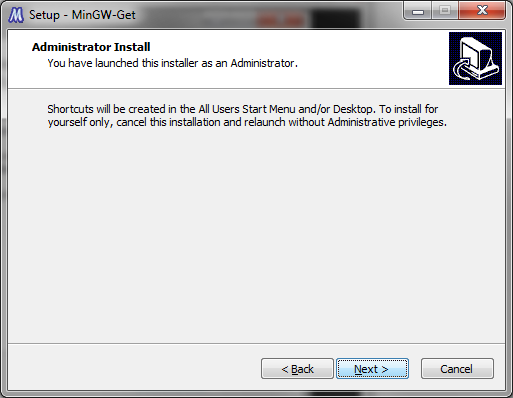 Setup - MinGW-Get
Administrator Install
You have launched this installer as an Administrator.
Shortcuts will be created in the All Users Start Menu and/or Desktop. To install for
yourself only, cancel this installation and relaunch without Administrative privileges.
< Back
Next >
Cancel